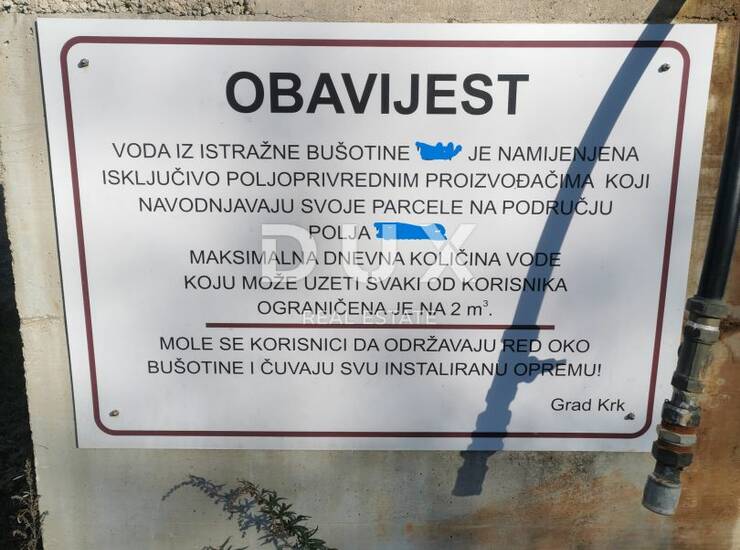 OBAVIJEST
VODA IZ ISTRAŽNE BUŠOTINE JE NAMIJENJENA
ISKLJUČIVO POLJOPRIVREDNIM PROIZVOĐAČIMA KOJI
NAVODNJAVAJU SVOJE PARCELE NA PODRUČJU
POLJA
DUX
MAKSIMALNA DNEVNA KOLIČINA VODE
KOJU MOŽE UZETI SVAKI OD KORISNIKA
OGRANIČENA JE NA 2 m³.
REAL ESTATE
MOLE SE KORISNICI DA ODRŽAVAJU RED OKO
BUŠOTINE I ČUVAJU SVU INSTALIRANU OPREMU!
Grad Krk